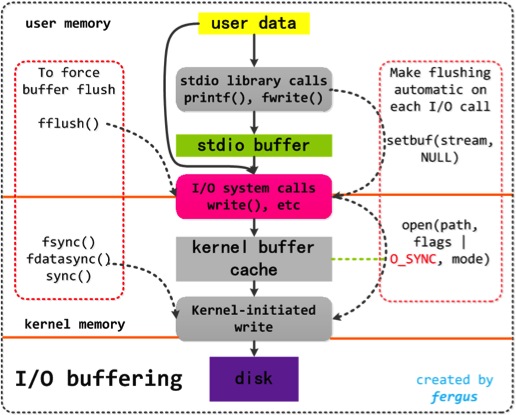 user memory
user data
To force
buffer flush
fflush()
stdio library calls
printf(), fwrite()
Make flushing
automatic on
each I/O call
setbuf(stream,
NULL)
stdio buffer
I/O system calls
write(), etc
fsync()
fdatasync()
sync()
kernel buffer
cache
open(path,
flags |
O_SYNC, mode)
Kernel-initiated
write
kernel memory
I/O buffering
disk
created by
fergus